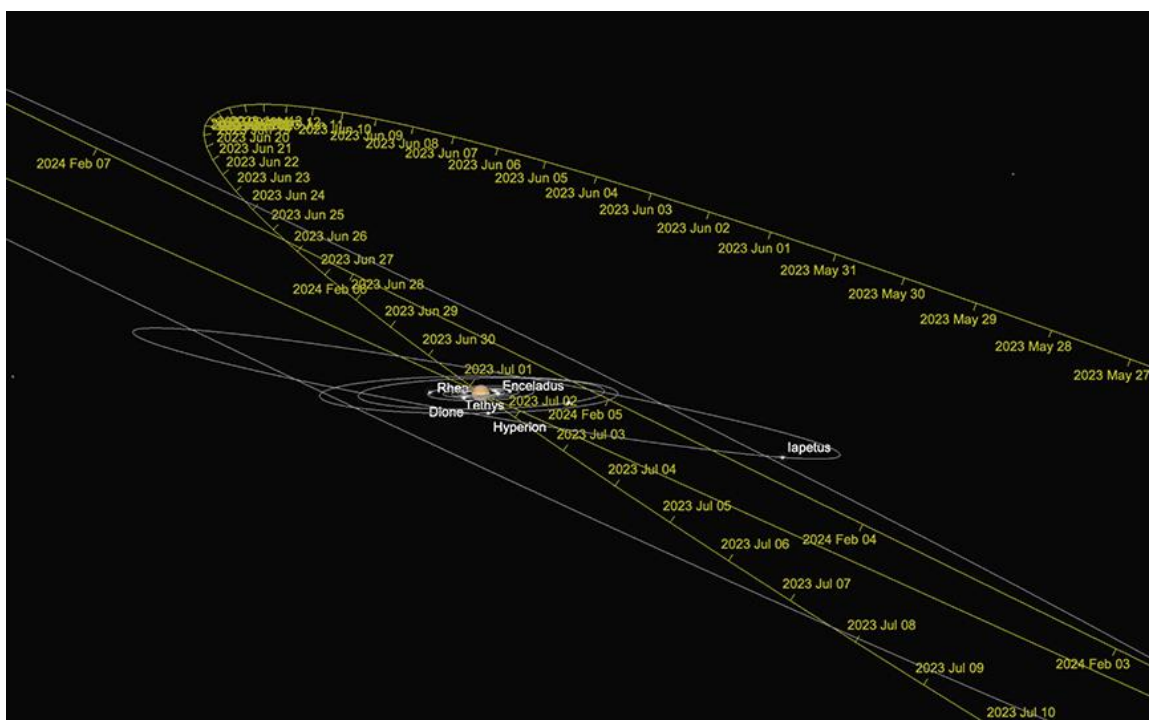 2023 Jun 10
2023 Jun 09
2023 Jun 08
2023 Jun 07
2023 Jun 06
2023 Jun 05
2023 Jun 04
2023 Jun 03
2023 Jun 02
2023 Jun 01
2023 May 31
2023 May 30
2023 May 29
2023 May 28
2023 May 27
2023 Jun 20
2023 Jun 21
2024 Feb 07
2023 Jun 22
2023 Jun 23
2023 Jun 24
2023 Jun 25
2023 Jun 26
2023 Jun 27
2023 Jun 28
2024 Feb 06
2023 Jun 29
2023 Jun 30
2023 Jul 01
Rhea
Enceladus
2023 Jul 02
Tethys
Dione
2024 Feb 05
Hyperion
2023 Jul 03
Iapetus
2023 Jul 04
2023 Jul 05
2024 Feb 04
2023 Jul 06
2023 Jul 07
2023 Jul 08
2024 Feb 03
2023 Jul 09
2023 Jul 10